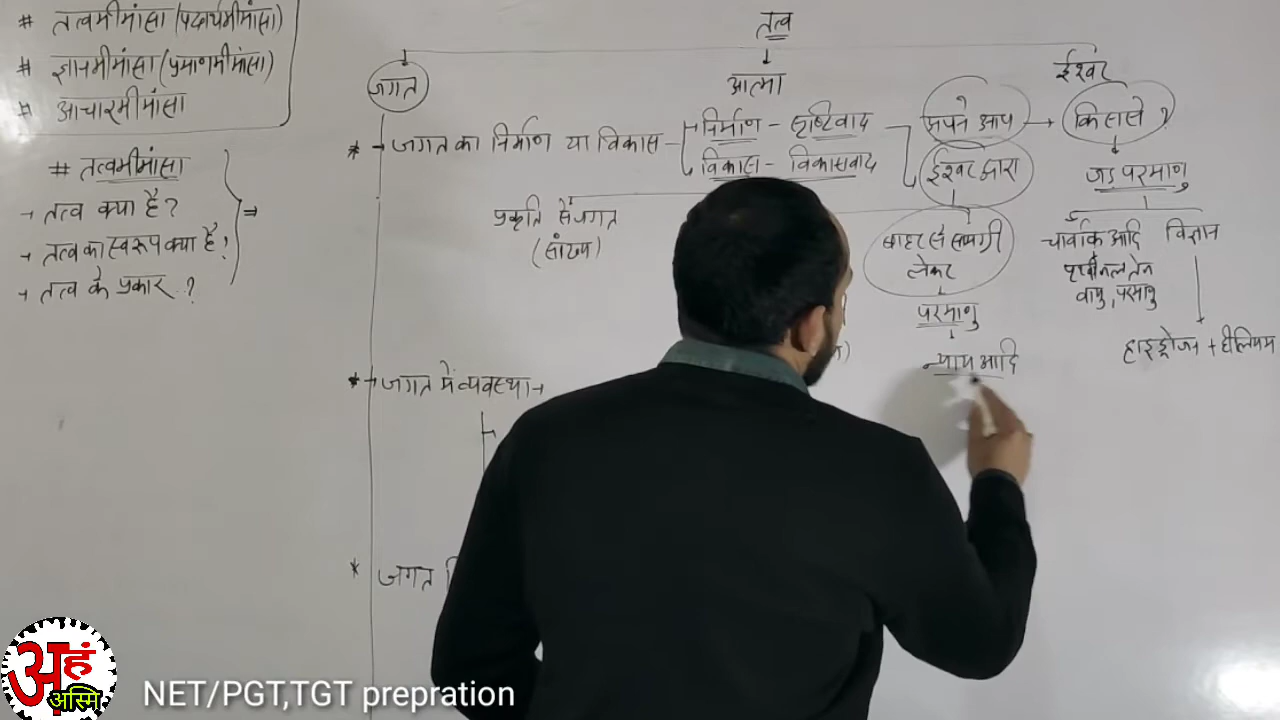 # तत्वमीमांसा (पदार्थमीमांसा)
# ज्ञानमीमांसा (प्रमाणमीमांसा)
# आचारमीमांसा
# तत्वमीमांसा
→ तत्व क्या है ?
→ तत्व का स्वरूप क्या है ?
→ तत्व के प्रकार ?
तत्व
जगत
आत्मा
ईश्वर
* → जगत का निर्माण या विकास
निर्माण - सृष्टिवाद
विकास - विकासवाद
अपने आप
ईश्वर द्वारा
किससे ?
जड़ परमाणु
चार्वाक आदि
विज्ञान
वायु, परमाणु
हाइड्रोजन + हीलियम
प्रकृति से जगत
(सांख्य)
बाहर से सामग्री
लेकर
परमाणु
न्याय आदि
* → जगत में व्यवस्था →
* जगत
अहं
अस्मि
NET/PGT,TGT prepration